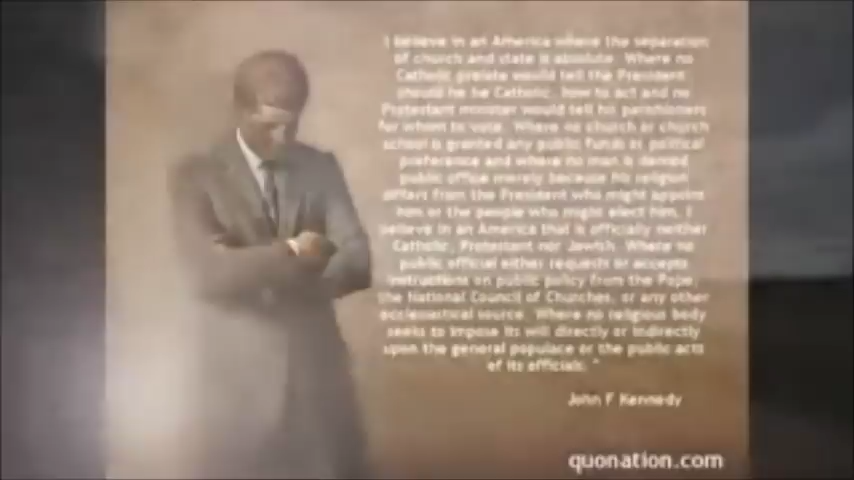 I believe in an America where the separation
of church and state is absolute. Where no
Catholic prelate would tell the President,
should he be Catholic, how to act and no
Protestant minister would tell his parishioners
for whom to vote. Where no church or church
school is granted any public funds or political
preference and where no man is denied
public office merely because his religion
differs from the President who might appoint
him or the people who might elect him. I
believe in an America that is officially neither
Catholic, Protestant nor Jewish. Where no
public official either requests or accepts
instructions on public policy from the Pope,
the National Council of Churches, or any other
ecclesiastical source. Where no religious body
seeks to impose its will directly or indirectly
upon the general populace or the public acts
of its officials. "
John F Kennedy
quonation.com